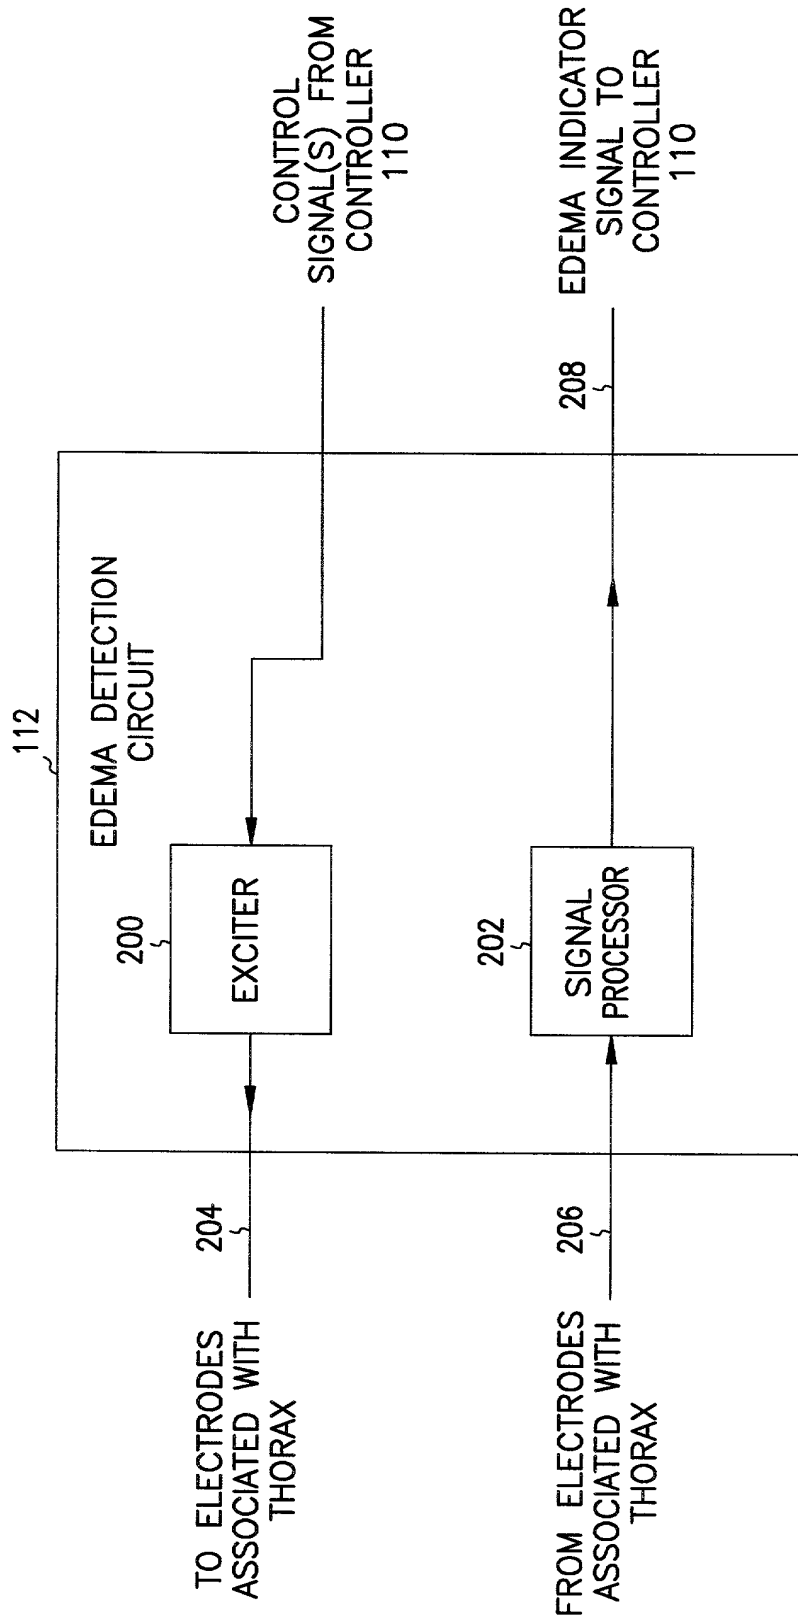 112
EDEMA DETECTION
CIRCUIT
200
EXCITER
204
TO ELECTRODES
ASSOCIATED WITH
THORAX
CONTROL
SIGNAL(S) FROM
CONTROLLER
110
202
SIGNAL
PROCESSOR
206
FROM ELECTRODES
ASSOCIATED WITH
THORAX
208
EDEMA INDICATOR
SIGNAL TO
CONTROLLER
110